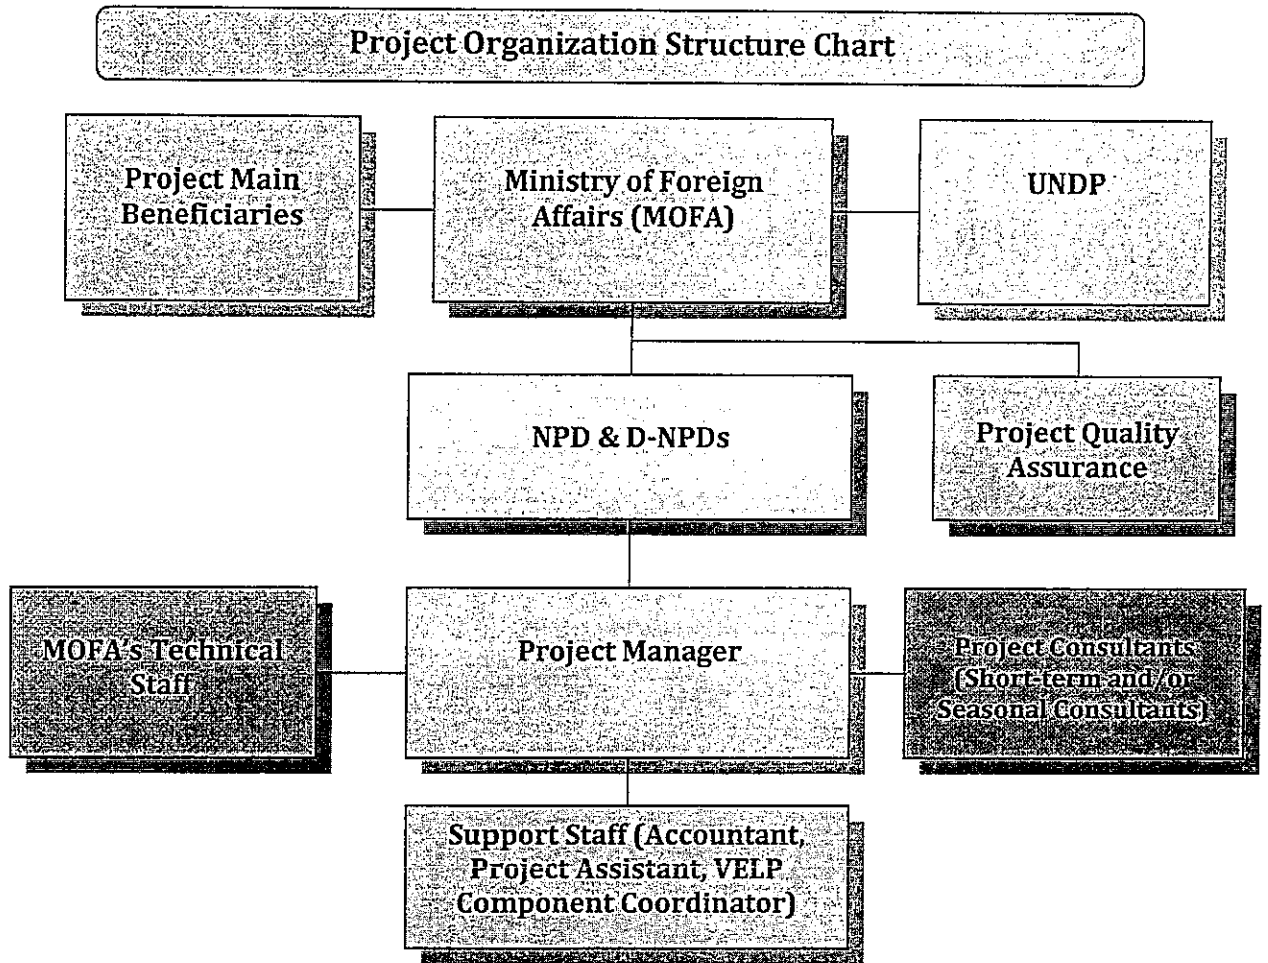 Project Organization Structure Chart
Project Main
Beneficiaries
Ministry of Foreign
Affairs (MOFA)
UNDP
NPD & D-NPDs
Project Quality
Assurance
MOFA's Technical
Staff
Project Manager
Project Consultants
(Short-term and/or
Seasonal Consultants)
Support Staff (Accountant,
Project Assistant, VELP
Component Coordinator)